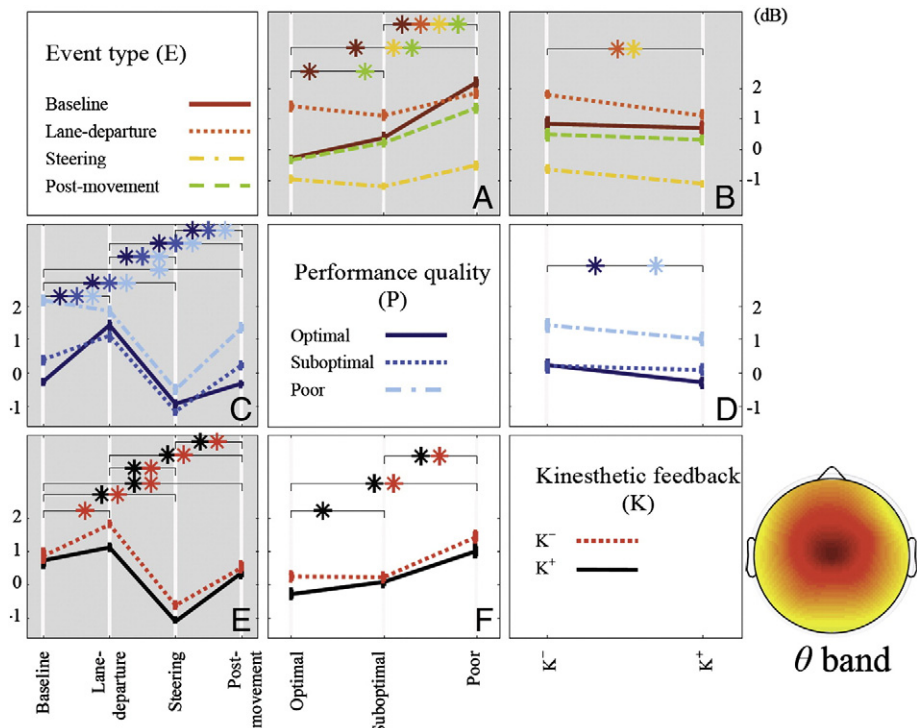 (dB)
Event type (E)
Baseline
Lane-departure
Steering
Post-movement
A
B
2
1
0
-1
C
Performance quality
(P)
Optimal
Suboptimal
Poor
D
2
1
0
-1
2
1
0
-1
E
F
Kinesthetic feedback
(K)
K⁻
K⁺
2
1
0
-1
Baseline
Lane-
departure
Steering
Post-
movement
Optimal
Suboptimal
Poor
K⁻
K⁺
θ band